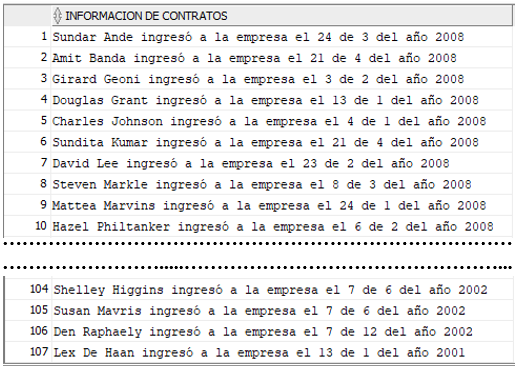 INFORMACION DE CONTRATOS
1 Sundar Ande ingresó a la empresa el 24 de 3 del año 2008
2 Amit Banda ingresó a la empresa el 21 de 4 del año 2008
3 Girard Geoni ingresó a la empresa el 3 de 2 del año 2008
4 Douglas Grant ingresó a la empresa el 13 de 1 del año 2008
5 Charles Johnson ingresó a la empresa el 4 de 1 del año 2008
6 Sundita Kumar ingresó a la empresa el 21 de 4 del año 2008
7 David Lee ingresó a la empresa el 23 de 2 del año 2008
8 Steven Markle ingresó a la empresa el 8 de 3 del año 2008
9 Mattea Marvins ingresó a la empresa el 24 de 1 del año 2008
10 Hazel Philtanker ingresó a la empresa el 6 de 2 del año 2008
104 Shelley Higgins ingresó a la empresa el 7 de 6 del año 2002
105 Susan Mavris ingresó a la empresa el 7 de 6 del año 2002
106 Den Raphaely ingresó a la empresa el 7 de 12 del año 2002
107 Lex De Haan ingresó a la empresa el 13 de 1 del año 2001